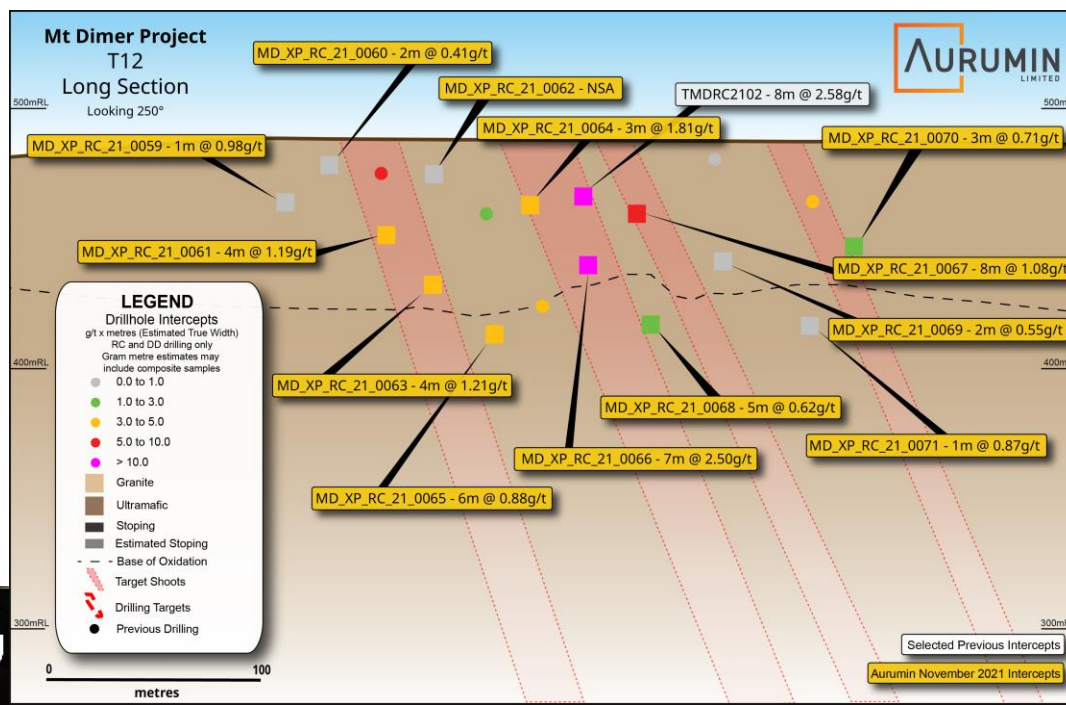 Mt Dimer Project
T12
Long Section
Looking 250°
AURUMIN
LIMITED
500mRL
500m
MD_XP_RC_21_0060 - 2m @ 0.41g/t
MD_XP_RC_21_0062 - NSA
TMDRC2102 - 8m @ 2.58g/t
MD_XP_RC_21_0064 - 3m @ 1.81g/t
MD_XP_RC_21_0070 - 3m @ 0.71g/t
MD_XP_RC_21_0059 - 1m @ 0.98g/t
MD_XP_RC_21_0061 - 4m @ 1.19g/t
MD_XP_RC_21_0067 - 8m @ 1.08g/t
MD_XP_RC_21_0069 - 2m @ 0.55g/t
400mRL
400m
MD_XP_RC_21_0063 - 4m @ 1.21g/t
MD_XP_RC_21_0068 - 5m @ 0.62g/t
MD_XP_RC_21_0071 - 1m @ 0.87g/t
MD_XP_RC_21_0066 - 7m @ 2.50g/t
MD_XP_RC_21_0065 - 6m @ 0.88g/t
LEGEND
Drillhole Intercepts
g/t x metres (Estimated True Width)
RC and DD drilling only
Gram metre estimates may
include composite samples
0.0 to 1.0
1.0 to 3.0
3.0 to 5.0
5.0 to 10.0
> 10.0
Granite
Ultramafic
Stoping
Estimated Stoping
Base of Oxidation
Target Shoots
Drilling Targets
Previous Drilling
300mRL
300m
Selected Previous Intercepts
Aurumin November 2021 Intercepts
0
100
metres